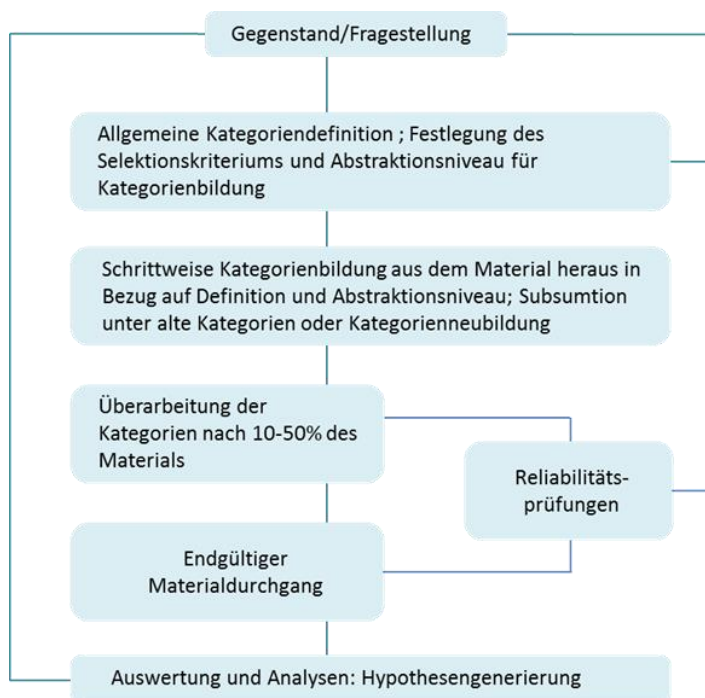 Gegenstand/Fragestellung
Allgemeine Kategoriendefinition ; Festlegung des
Selektionskriteriums und Abstraktionsniveau für
Kategorienbildung
Schrittweise Kategorienbildung aus dem Material heraus in
Bezug auf Definition und Abstraktionsniveau; Subsumtion
unter alte Kategorien oder Kategorienneubildung
Überarbeitung der
Kategorien nach 10-50% des
Materials
Reliabilitäts-
prüfungen
Endgültiger
Materialdurchgang
Auswertung und Analysen: Hypothesengenerierung